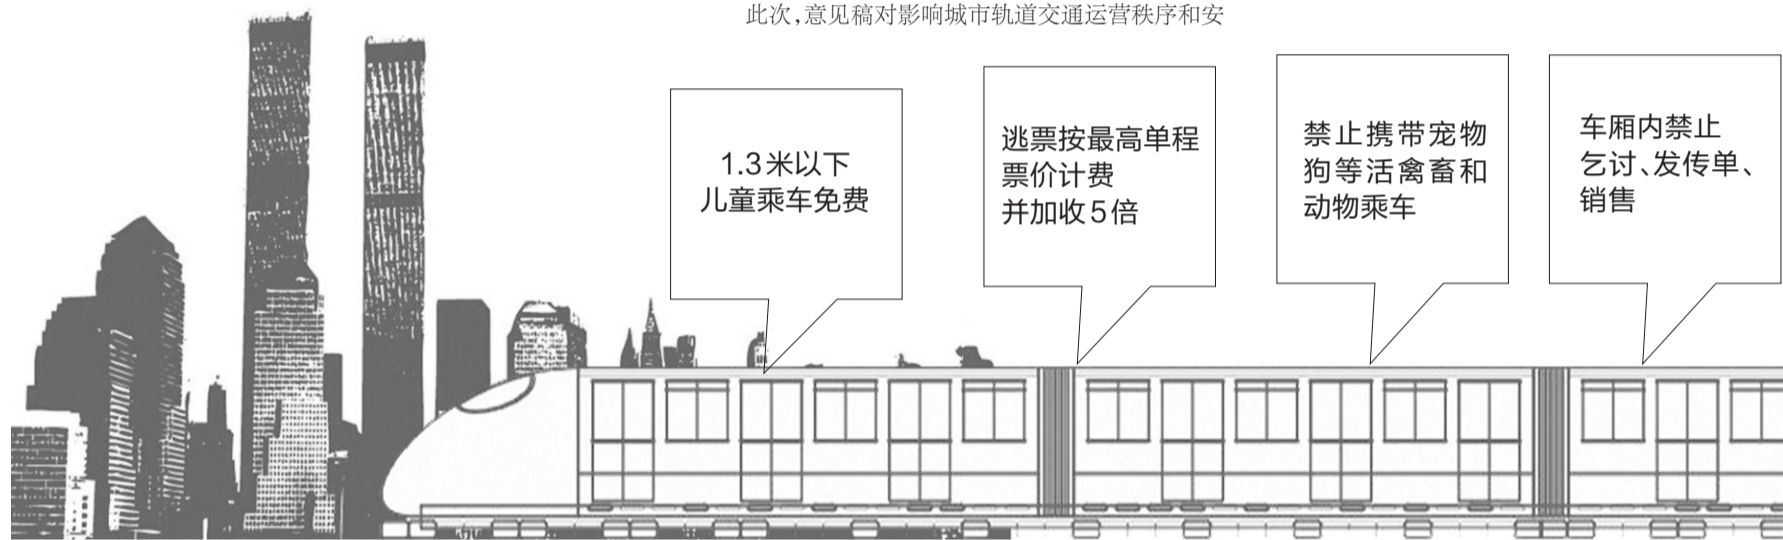 此次，意见稿对影响城市轨道交通运营秩序和安
1.3米以下
儿童乘车免费
逃票按最高单程
票价计费
并加收5倍
禁止携带宠物
狗等活禽畜和
动物乘车
车厢内禁止
乞讨、发传单、
销售